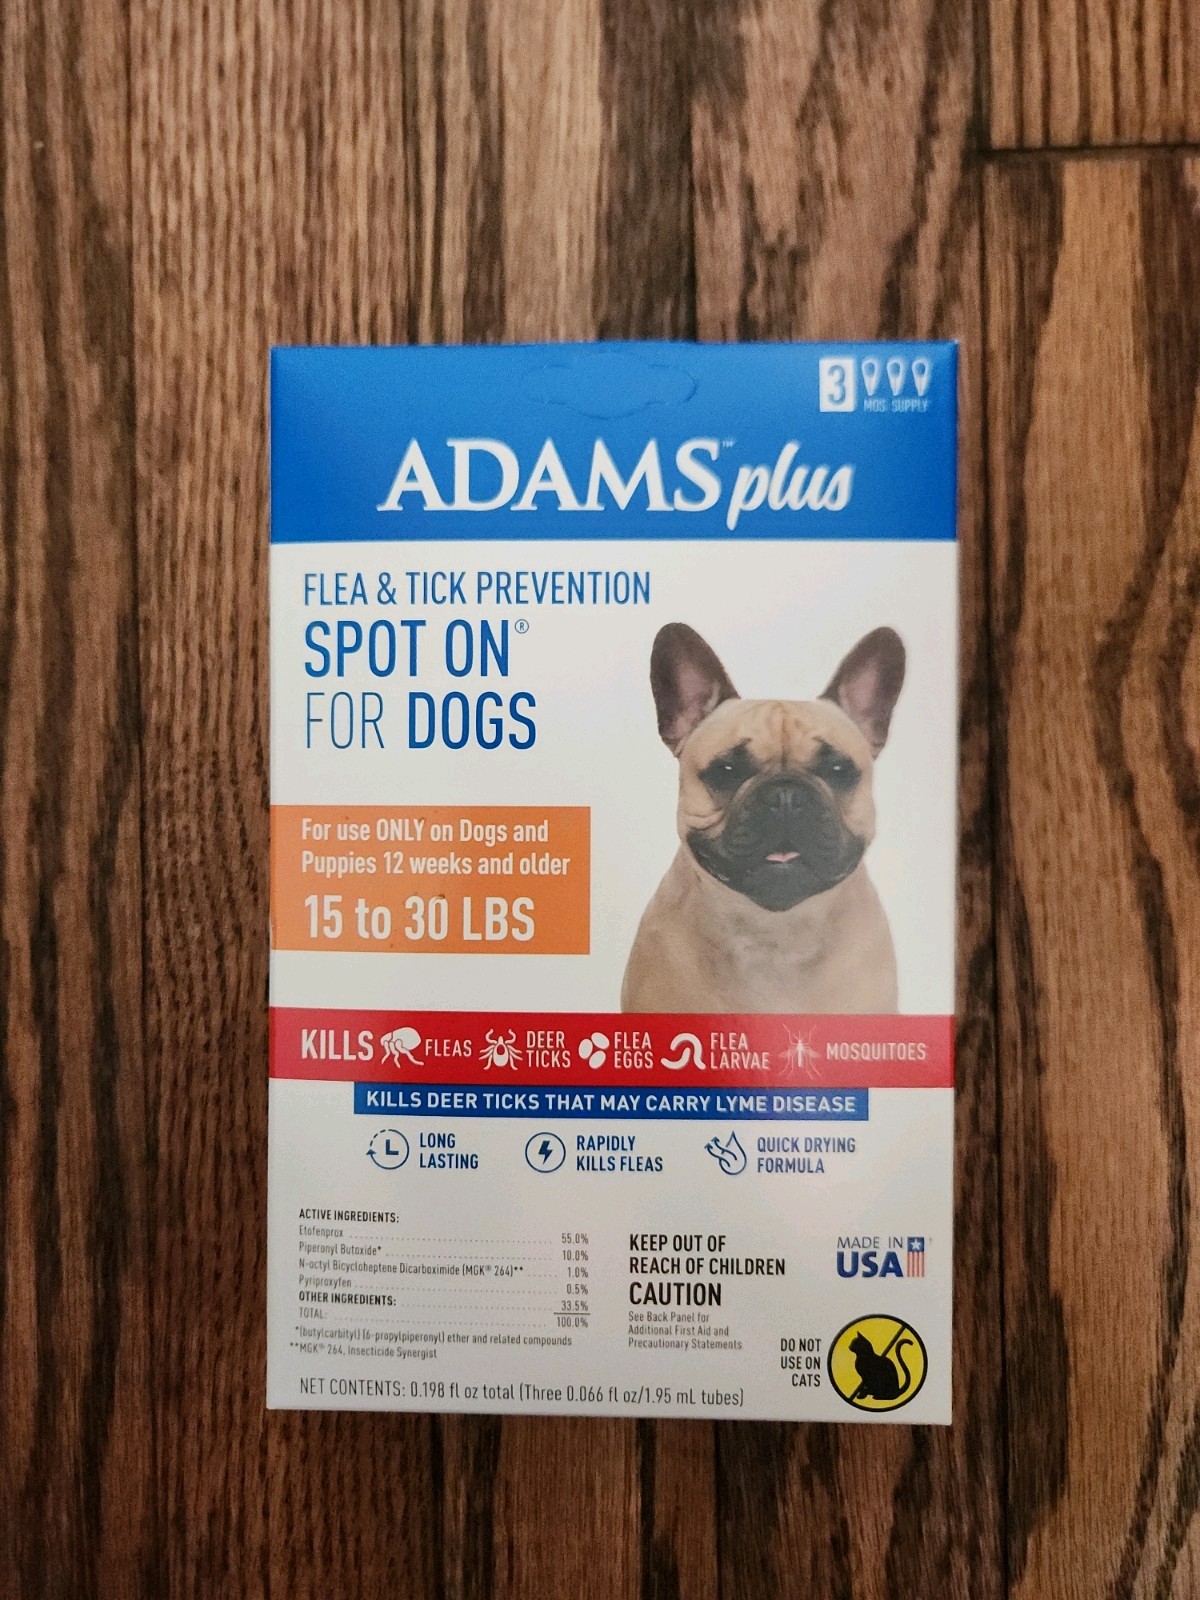 3
MOS. SUPPLY
ADAMS™ plus
FLEA & TICK PREVENTION
SPOT ON®
FOR DOGS
For use ONLY on Dogs and
Puppies 12 weeks and older
15 to 30 LBS
KILLS
FLEAS
DEER
TICKS
FLEA
EGGS
FLEA
LARVAE
MOSQUITOES
KILLS DEER TICKS THAT MAY CARRY LYME DISEASE
LONG
LASTING
RAPIDLY
KILLS FLEAS
QUICK DRYING
FORMULA
ACTIVE INGREDIENTS:
Etofenprox 55.0%
Piperonyl Butoxide* 10.0%
N-octyl Bicycloheptene Dicarboximide (MGK® 264)** 1.0%
Pyriproxyfen 0.5%
OTHER INGREDIENTS: 33.5%
TOTAL: 100.0%
*(butylcarbityl) (6-propylpiperonyl) ether and related compounds
**MGK® 264, Insecticide Synergist
KEEP OUT OF
REACH OF CHILDREN
CAUTION
See Back Panel for
Additional First Aid and
Precautionary Statements
MADE IN
USA†
DO NOT
USE ON
CATS
NET CONTENTS: 0.198 fl oz total (Three 0.066 fl oz/1.95 mL tubes)